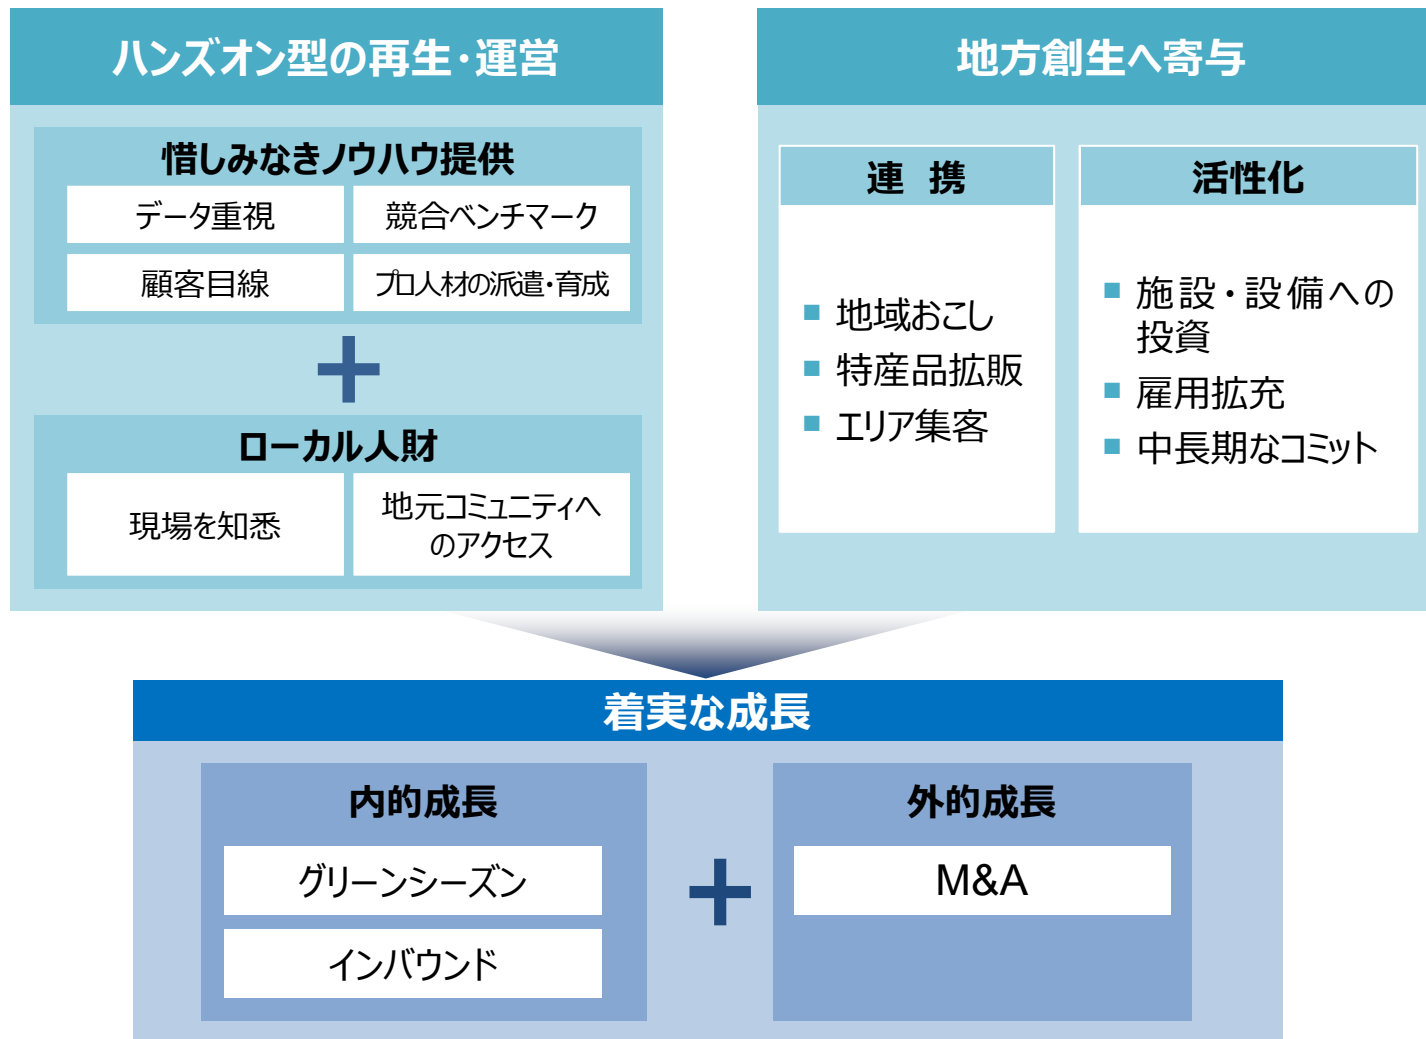 ハンズオン型の再生・運営
惜しみなきノウハウ提供
データ重視
競合ベンチマーク
顧客目線
プロ人材の派遣・育成
＋
ローカル人財
現場を知悉
地元コミュニティへ
のアクセス
地方創生へ寄与
連 携
■ 地域おこし
■ 特産品拡販
■ エリア集客
活性化
■ 施設・設備への
投資
■ 雇用拡充
■ 中長期なコミット
着実な成長
内的成長
グリーンシーズン
インバウンド
＋
外的成長
M&A